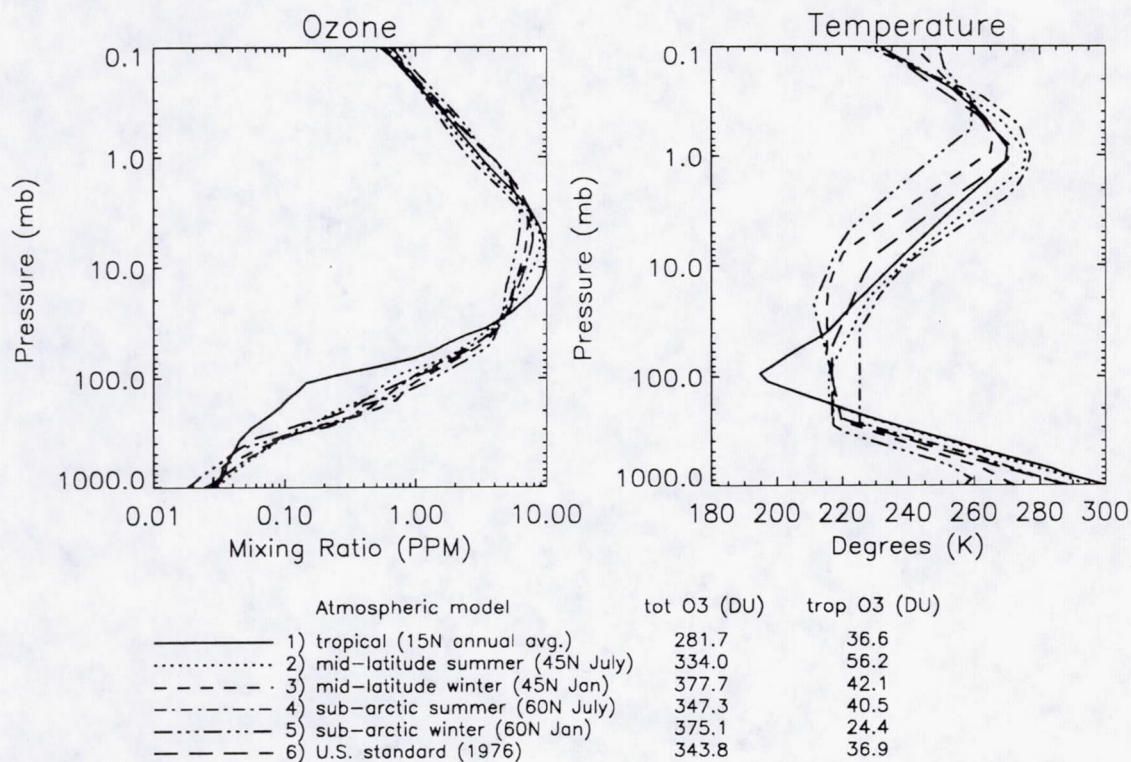 Ozone
Temperature
0.1
1.0
10.0
100.0
1000.0
Pressure (mb)
0.01 0.10 1.00 10.00
Mixing Ratio (PPM)
0.1
1.0
10.0
100.0
1000.0
Pressure (mb)
180 200 220 240 260 280 300
Degrees (K)
Atmospheric model tot O3 (DU) trop O3 (DU)
1) tropical (15N annual avg.) 281.7 36.6
2) mid-latitude summer (45N July) 334.0 56.2
3) mid-latitude winter (45N Jan) 377.7 42.1
4) sub-arctic summer (60N July) 347.3 40.5
5) sub-arctic winter (60N Jan) 375.1 24.4
6) U.S. standard (1976) 343.8 36.9